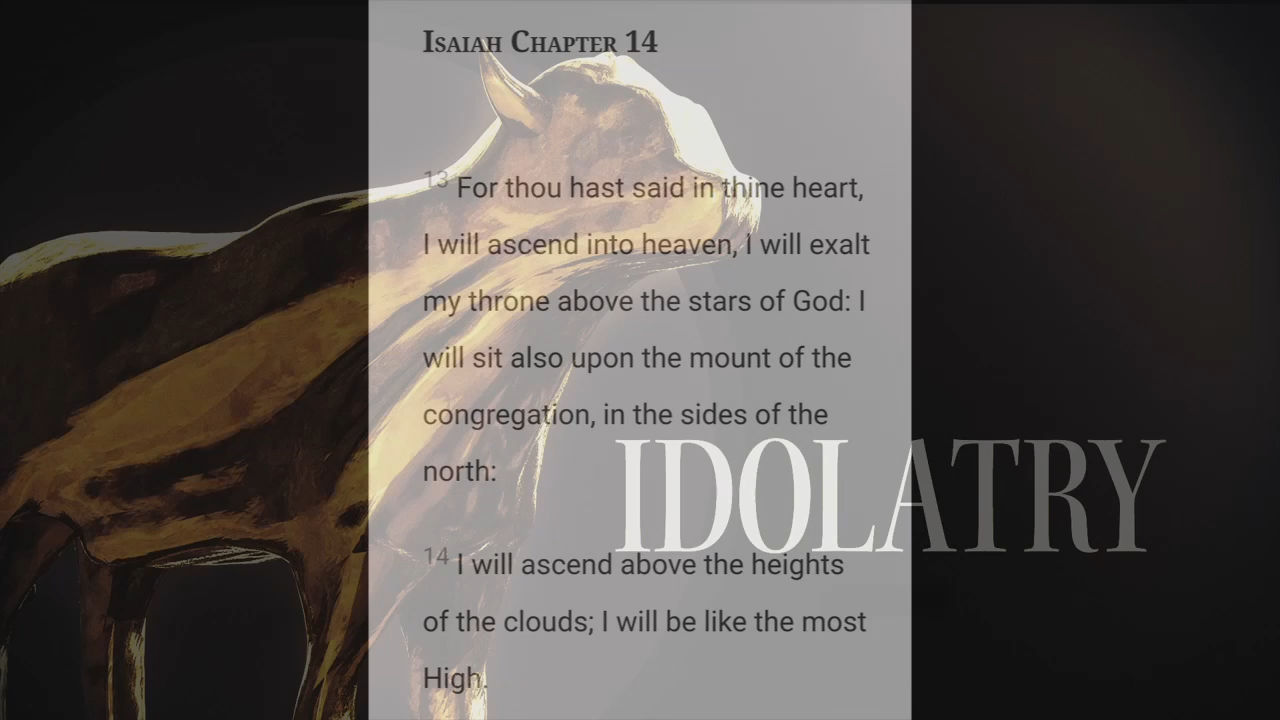 Isaiah Chapter 14
13 For thou hast said in thine heart,
I will ascend into heaven, I will exalt
my throne above the stars of God: I
will sit also upon the mount of the
congregation, in the sides of the
north:
IDOLATRY
14 I will ascend above the heights
of the clouds; I will be like the most
High.